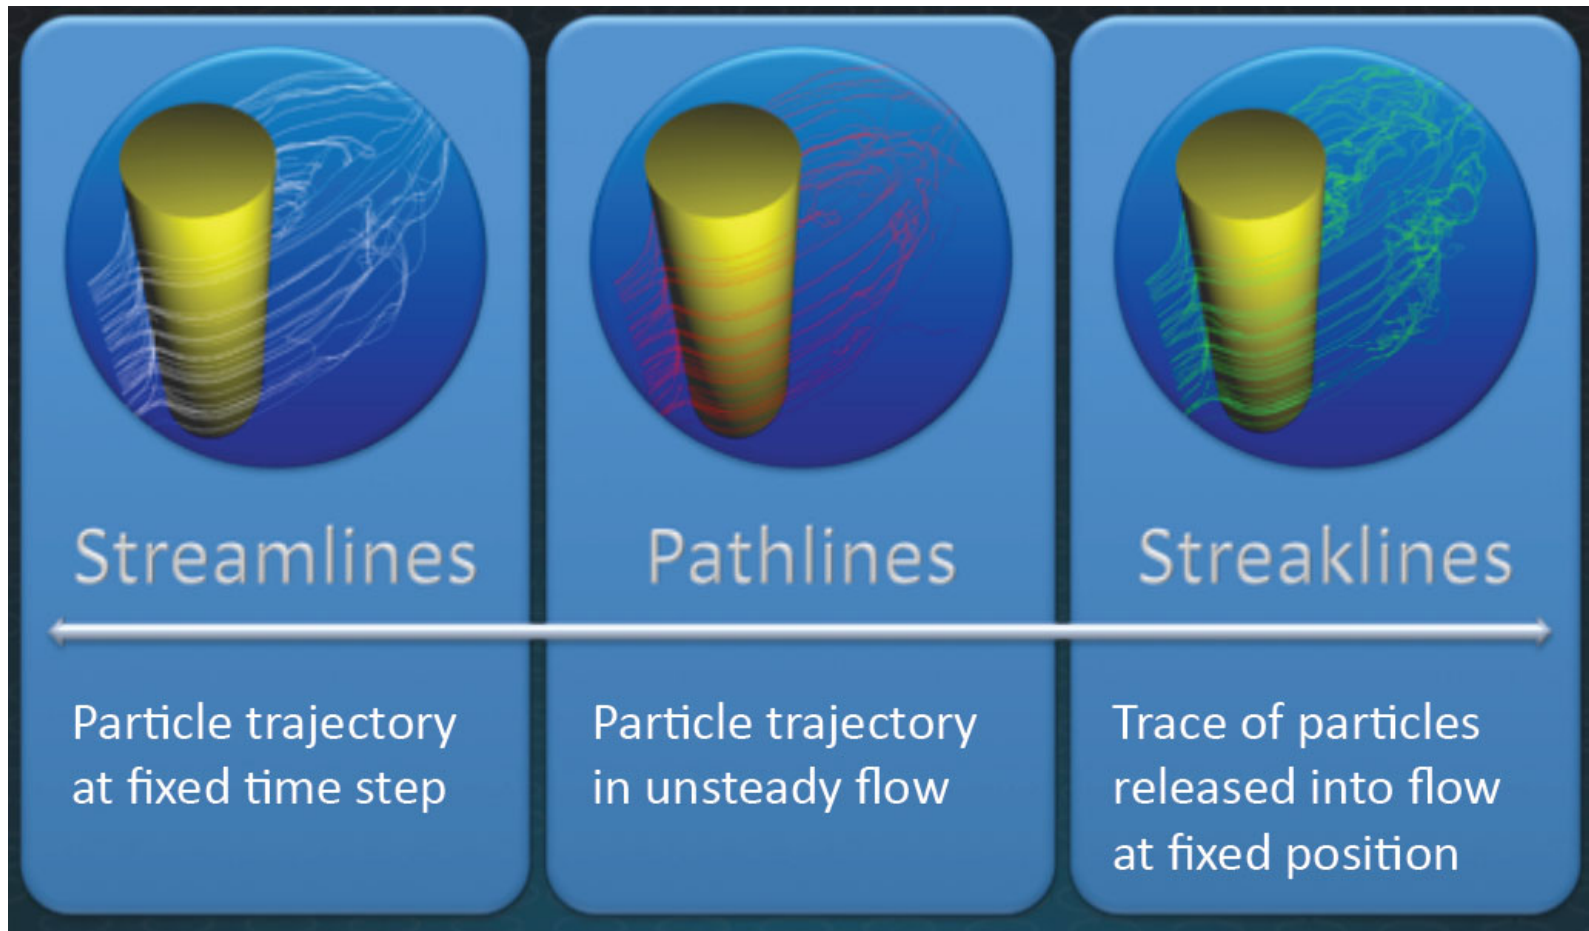 Streamlines
Particle trajectory
at fixed time step
Pathlines
Particle trajectory
in unsteady flow
Streaklines
Trace of particles
released into flow
at fixed position